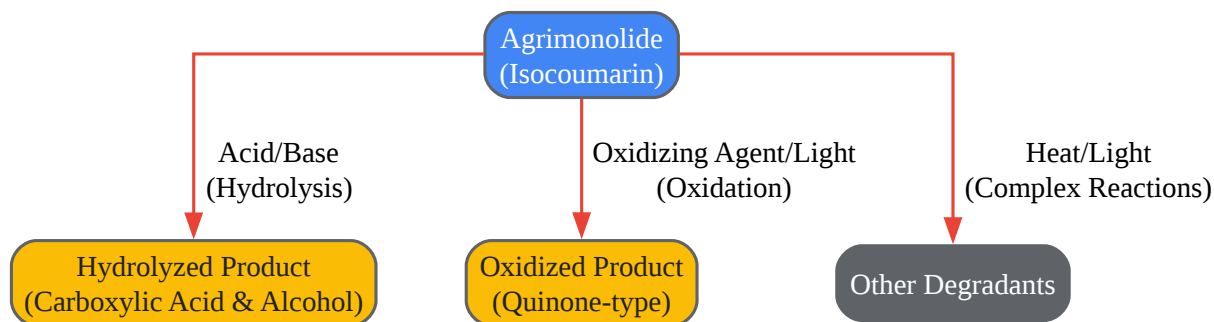 Agrimonolide
(Isocoumarin)
Acid/Base
(Hydrolysis)
Oxidizing Agent/Light
(Oxidation)
Heat/Light
(Complex Reactions)
Hydrolyzed Product
(Carboxylic Acid & Alcohol)
Oxidized Product
(Quinone-type)
Other Degradants